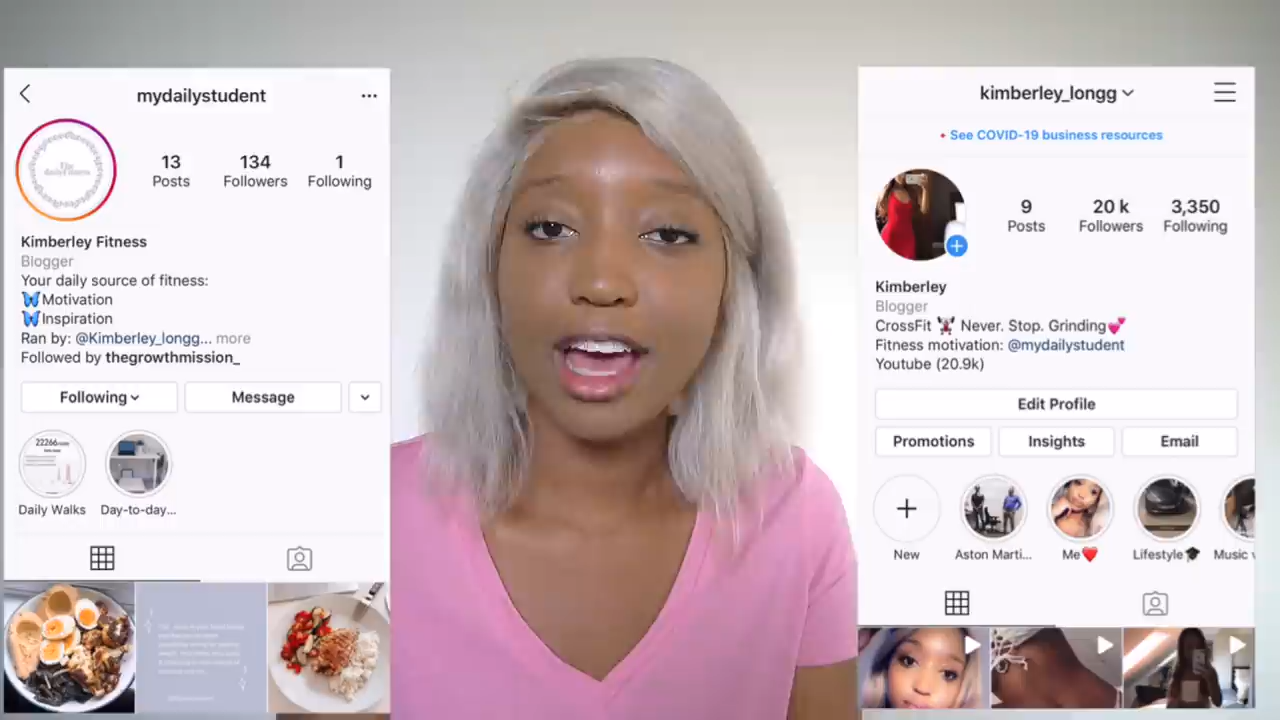 mydailystudent
13 134 1
Posts Followers Following
Kimberley Fitness
Blogger
Your daily source of fitness:
🦋Motivation
🦋Inspiration
Ran by: @Kimberley_longg... more
Followed by thegrowthmission_
Following Message
22266
Daily Walks Day-to-day...
kimberley_longg
• See COVID-19 business resources
9 20 k 3,350
Posts Followers Following
Kimberley
Blogger
CrossFit 🏋️‍♀️ Never. Stop. Grinding💞
Fitness motivation: @mydailystudent
Youtube (20.9k)
Edit Profile
Promotions Insights Email
New Aston Marti... Me❤️ Lifestyle🎓 Music